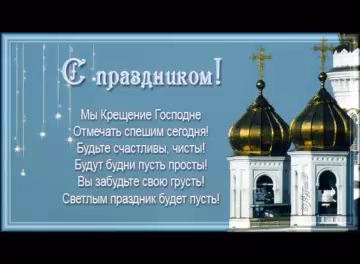 С праздником!
Мы Крещение Господне
Отмечать спешим сегодня!
Будьте счастливы, чисты!
Будут будни пусть просты!
Вы забудьте свою грусть!
Светлым праздник будет пусть!